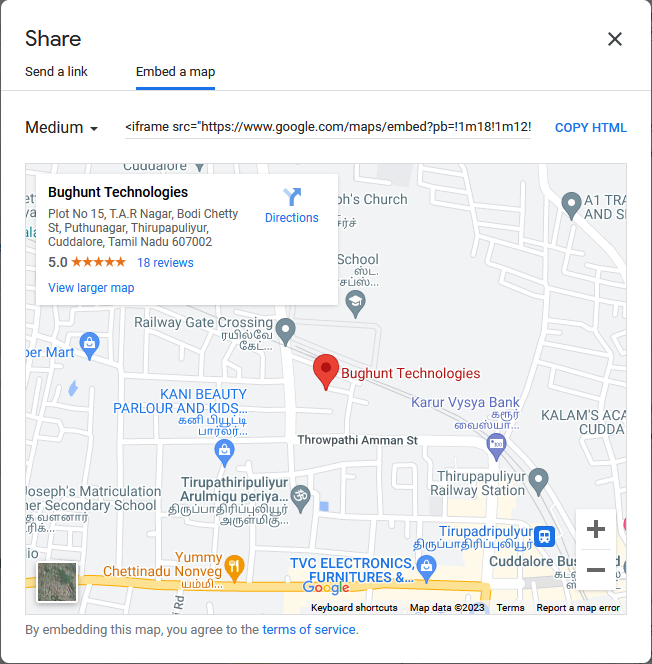 Share
Send a link
Embed a map
Medium
<iframe src="https://www.google.com/maps/embed?pb=!1m18!1m12!
COPY HTML
Cuddalore
Bughunt Technologies
Plot No 15, T.A.R Nagar, Bodi Chetty
St, Puthunagar, Thirupapuliyur,
Cuddalore, Tamil Nadu 607002
5.0
18 reviews
View larger map
Directions
ph's Church
சர்ச்
A1 TRA
AND S
School
ஸ்ட்.
Railway Gate Crossing
ரயில்வே
கேட்...
per Mart
Bughunt Technologies
KANI BEAUTY
PARLOUR AND KIDS...
கனி பியூட்டி
பார்லர்...
Karur Vysya Bank
கரூர்
வைஸ்யா...
KALAM'S ACA
CUDDA
Throwpathi Amman St
Tirupathiripuliyur
Arulmigu periya...
திருப்பாதிரிப்புலியூர்
அருள்மிகு...
Thirupapuliyur
Railway Station
Joseph's Matriculation
her Secondary School
Tirupadripulyur
திருப்பாதிரிப்புலியூர்
Cuddalore Bus
Yummy
Chettinadu Nonveg
யம்மி...
TVC ELECTRONICS,
FURNITURES &...
Google
i Rd
Keyboard shortcuts
Map data ©2023
Terms
Report a map error
By embedding this map, you agree to the terms of service.